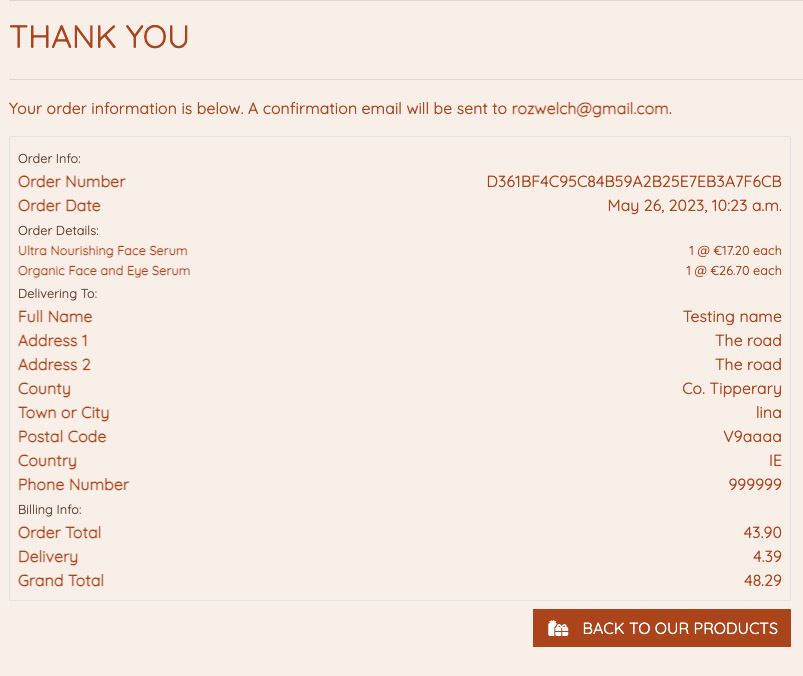 THANK YOU
Your order information is below. A confirmation email will be sent to rozwelch@gmail.com.
Order Info:
Order Number D361BF4C95C84B59A2B25E7EB3A7F6CB
Order Date May 26, 2023, 10:23 a.m.
Order Details:
Ultra Nourishing Face Serum 1 @ €17.20 each
Organic Face and Eye Serum 1 @ €26.70 each
Delivering To:
Full Name Testing name
Address 1 The road
Address 2 The road
County Co. Tipperary
Town or City lina
Postal Code V9aaaa
Country IE
Phone Number 999999
Billing Info:
Order Total 43.90
Delivery 4.39
Grand Total 48.29
BACK TO OUR PRODUCTS